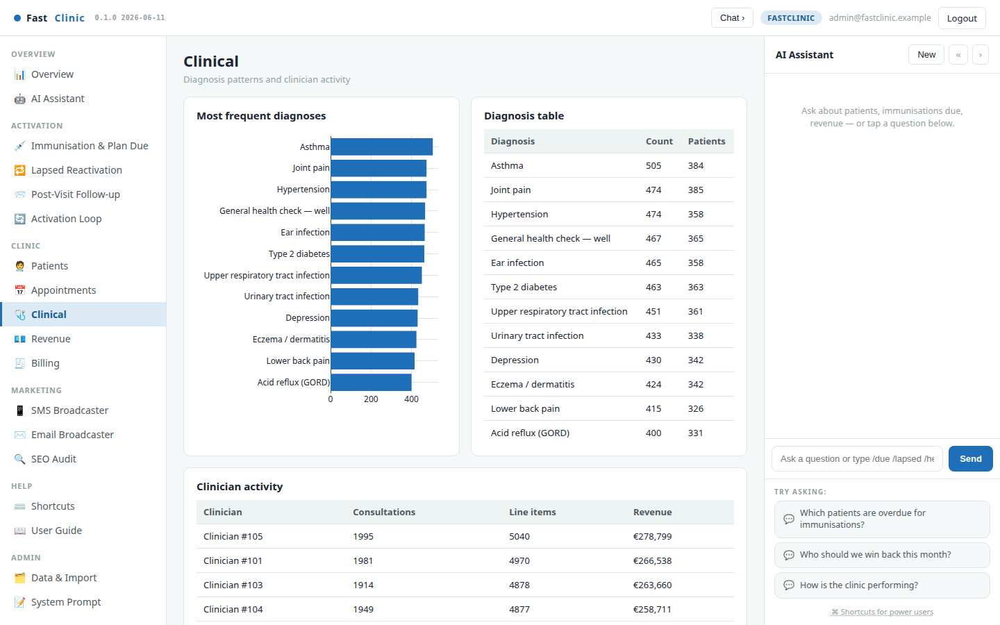 Fast Clinic 0.1.0 2026-06-11
Chat ›
FASTCLINIC
admin@fastclinic.example
Logout
OVERVIEW
Overview
AI Assistant
ACTIVATION
Immunisation & Plan Due
Lapsed Reactivation
Post-Visit Follow-up
Activation Loop
CLINIC
Patients
Appointments
Clinical
Revenue
Billing
MARKETING
SMS Broadcaster
Email Broadcaster
SEO Audit
HELP
Shortcuts
User Guide
ADMIN
Data & Import
System Prompt
Clinical
Diagnosis patterns and clinician activity
Most frequent diagnoses
Asthma
Joint pain
Hypertension
General health check — well
Ear infection
Type 2 diabetes
Upper respiratory tract infection
Urinary tract infection
Depression
Eczema / dermatitis
Lower back pain
Acid reflux (GORD)
0 200 400
Diagnosis table
Diagnosis Count Patients
Asthma 505 384
Joint pain 474 385
Hypertension 474 358
General health check — well 467 365
Ear infection 465 358
Type 2 diabetes 463 363
Upper respiratory tract infection 451 361
Urinary tract infection 433 338
Depression 430 342
Eczema / dermatitis 424 342
Lower back pain 415 326
Acid reflux (GORD) 400 331
Clinician activity
Clinician Consultations Line items Revenue
Clinician #105 1995 5040 €278,799
Clinician #101 1981 4970 €266,538
Clinician #103 1914 4878 €263,660
Clinician #104 1949 4877 €258,711
AI Assistant
New « ›
Ask about patients, immunisations due,
revenue — or tap a question below.
Ask a question or type /due /lapsed /he
Send
TRY ASKING:
Which patients are overdue for
immunisations?
Who should we win back this month?
How is the clinic performing?
⌘ Shortcuts for power users